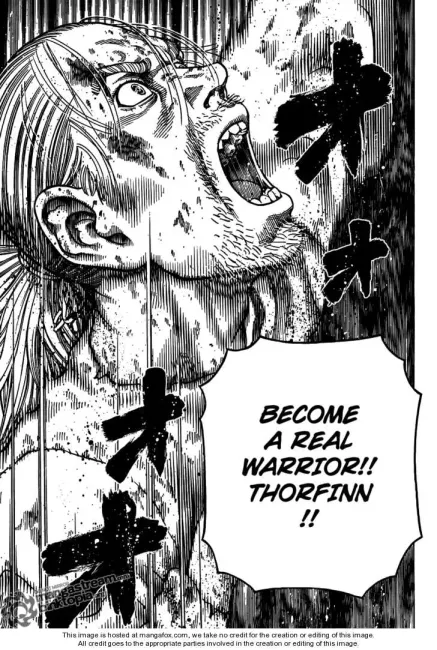 オ
オ
オ
オ
BECOME
A REAL
WARRIOR!!
THORFINN
!!
mangastream.com
This image is hosted at mangafox.com, we take no credit for the creation or editing of this image.
All credit goes to the appropriate parties involved in the creation or editing of this image.